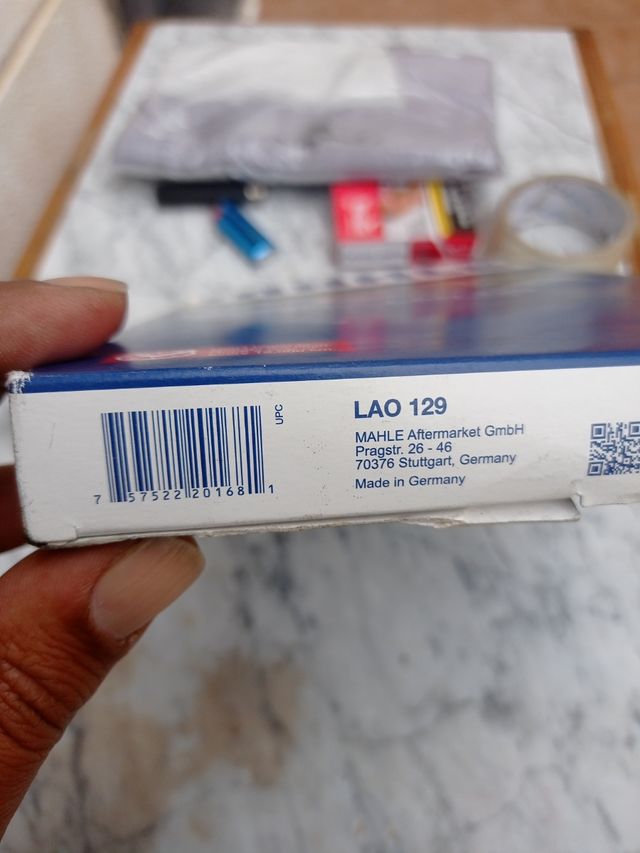 UPC
7 57522 20168 1
LAO 129
MAHLE Aftermarket GmbH
Pragstr. 26 - 46
70376 Stuttgart, Germany
Made in Germany